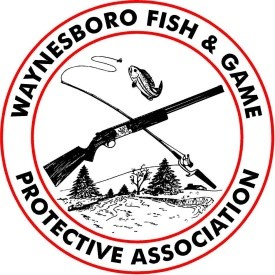 WAYNESBORO FISH & GAME
PROTECTIVE ASSOCIATION